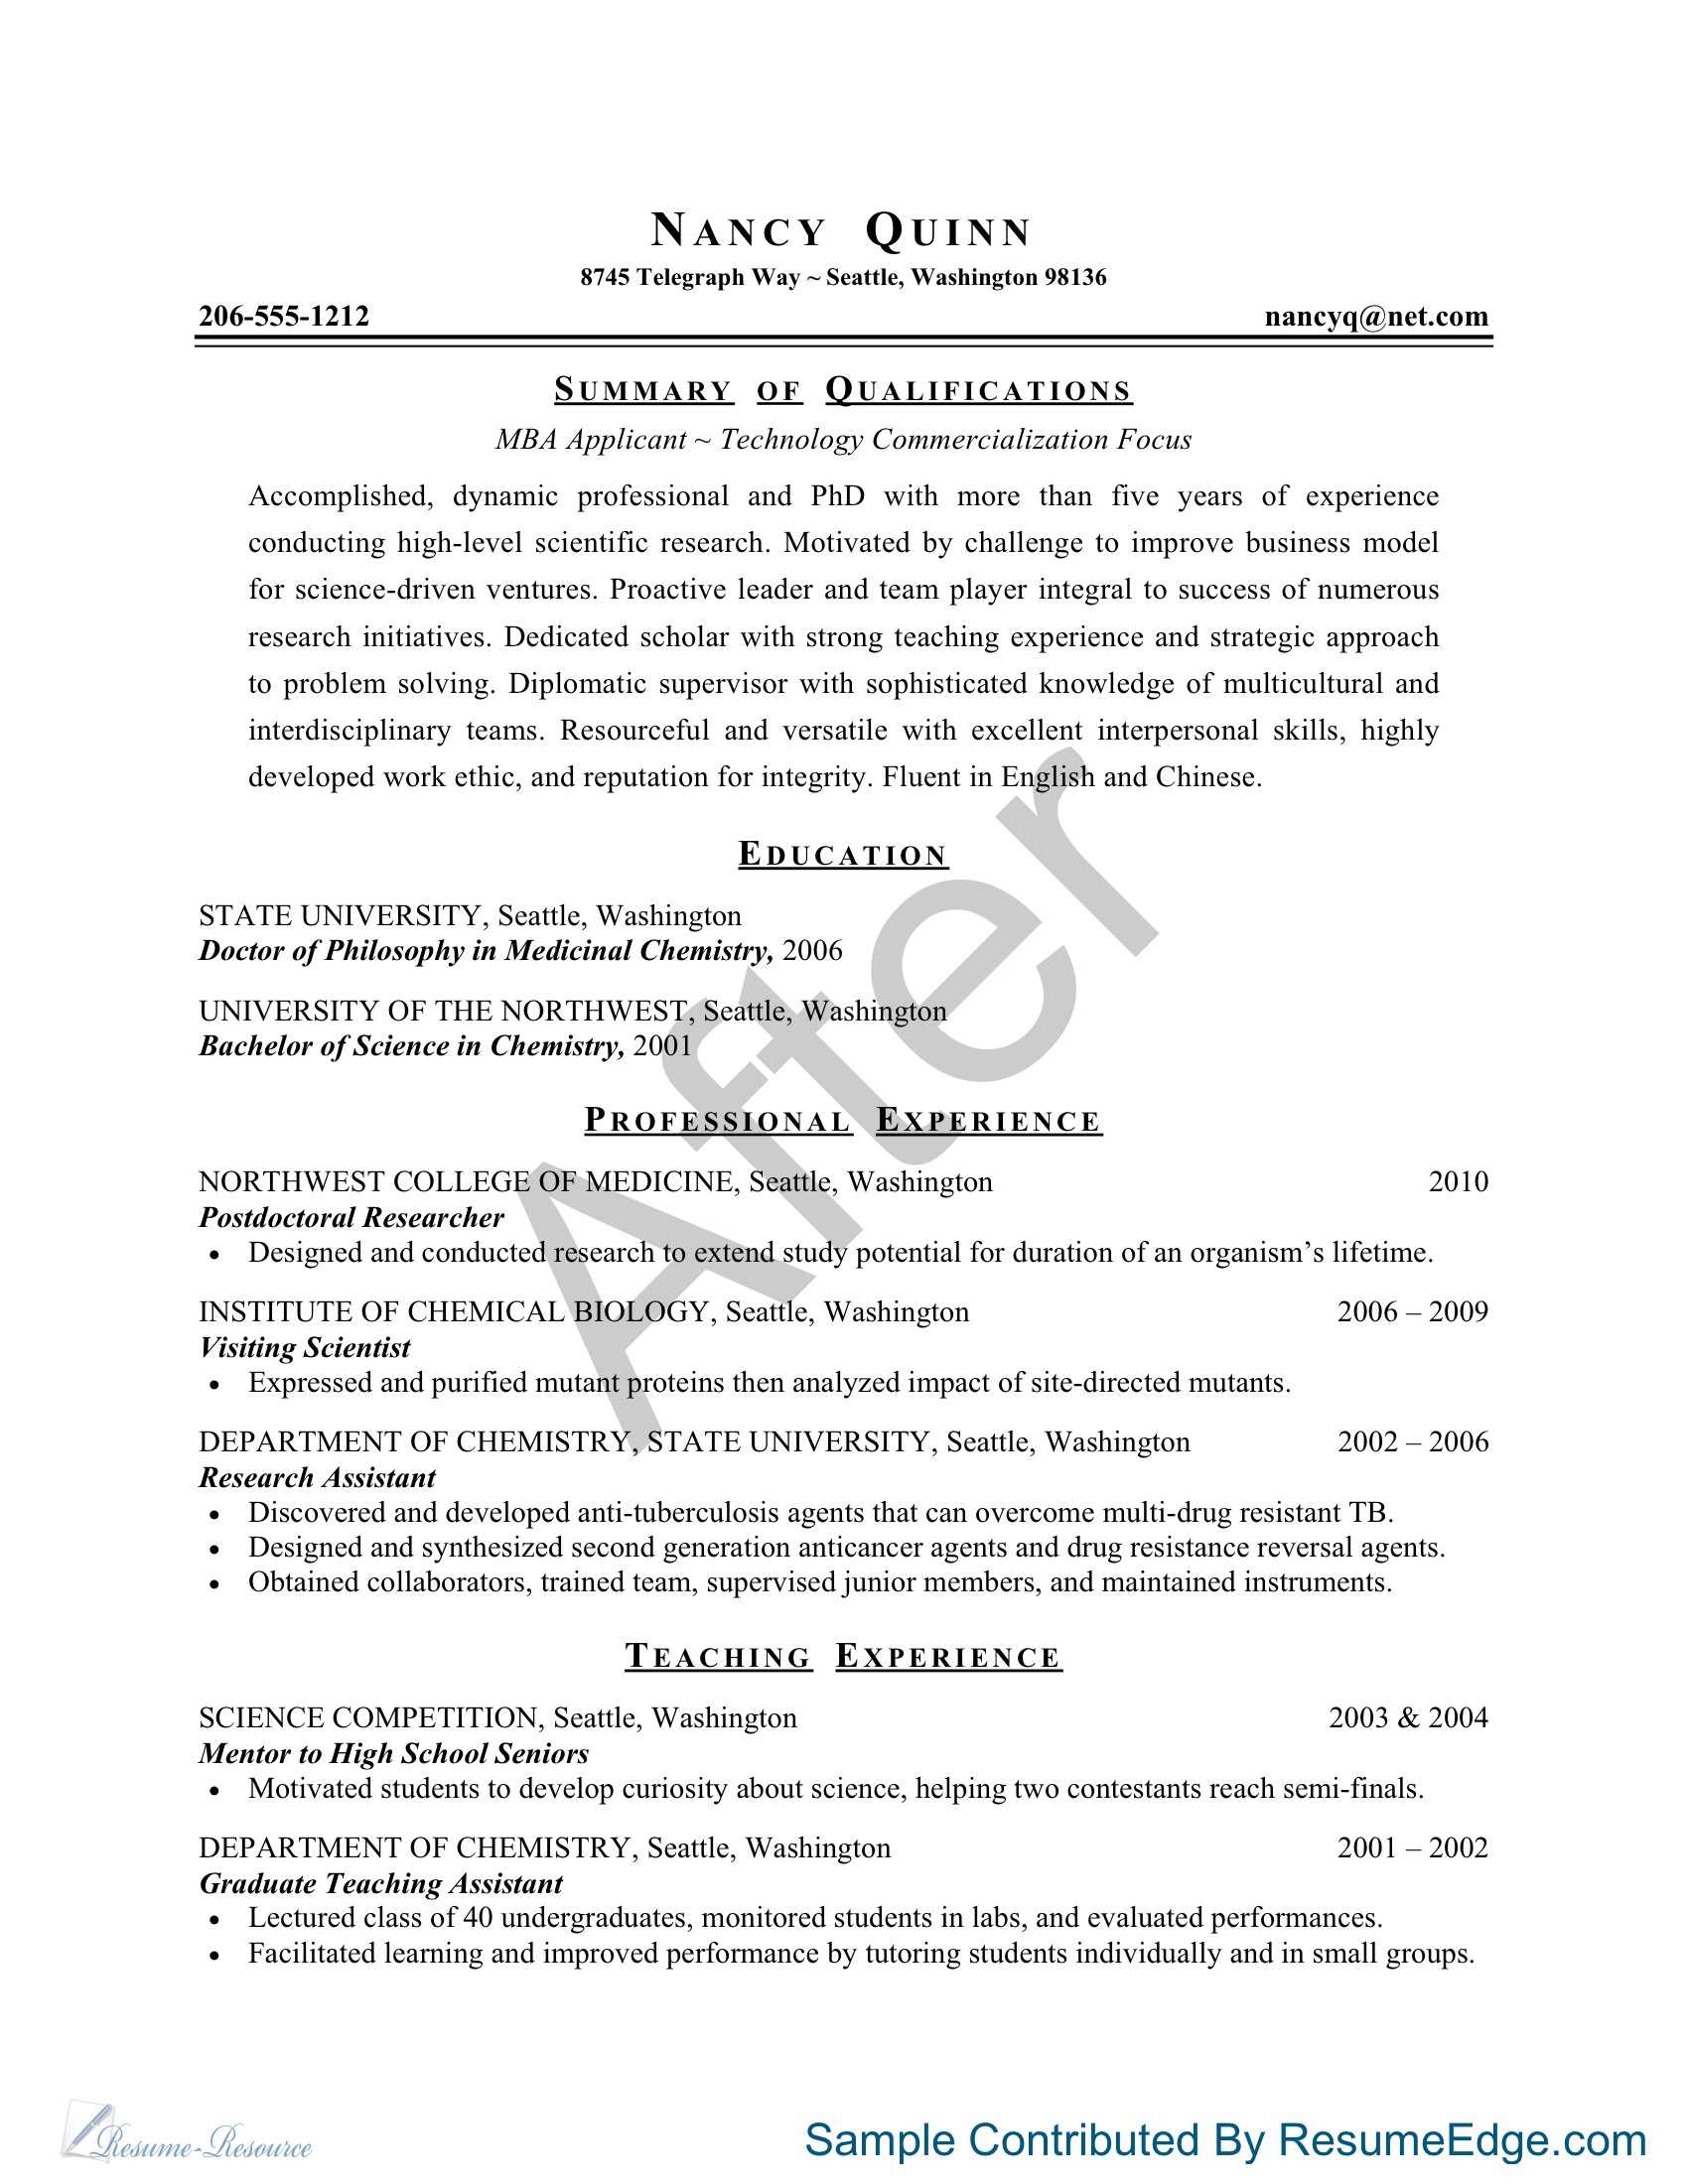 NANCY QUINN
8745 Telegraph Way ~ Seattle, Washington 98136
206-555-1212 nancyq@net.com
SUMMARY OF QUALIFICATIONS
MBA Applicant ~ Technology Commercialization Focus
Accomplished, dynamic professional and PhD with more than five years of experience
conducting high-level scientific research. Motivated by challenge to improve business model
for science-driven ventures. Proactive leader and team player integral to success of numerous
research initiatives. Dedicated scholar with strong teaching experience and strategic approach
to problem solving. Diplomatic supervisor with sophisticated knowledge of multicultural and
interdisciplinary teams. Resourceful and versatile with excellent interpersonal skills, highly
developed work ethic, and reputation for integrity. Fluent in English and Chinese.
EDUCATION
STATE UNIVERSITY, Seattle, Washington
Doctor of Philosophy in Medicinal Chemistry, 2006
UNIVERSITY OF THE NORTHWEST, Seattle, Washington
Bachelor of Science in Chemistry, 2001
PROFESSIONAL EXPERIENCE
NORTHWEST COLLEGE OF MEDICINE, Seattle, Washington 2010
Postdoctoral Researcher
• Designed and conducted research to extend study potential for duration of an organism’s lifetime.
INSTITUTE OF CHEMICAL BIOLOGY, Seattle, Washington 2006 – 2009
Visiting Scientist
• Expressed and purified mutant proteins then analyzed impact of site-directed mutants.
DEPARTMENT OF CHEMISTRY, STATE UNIVERSITY, Seattle, Washington 2002 – 2006
Research Assistant
• Discovered and developed anti-tuberculosis agents that can overcome multi-drug resistant TB.
• Designed and synthesized second generation anticancer agents and drug resistance reversal agents.
• Obtained collaborators, trained team, supervised junior members, and maintained instruments.
TEACHING EXPERIENCE
SCIENCE COMPETITION, Seattle, Washington 2003 & 2004
Mentor to High School Seniors
• Motivated students to develop curiosity about science, helping two contestants reach semi-finals.
DEPARTMENT OF CHEMISTRY, Seattle, Washington 2001 – 2002
Graduate Teaching Assistant
• Lectured class of 40 undergraduates, monitored students in labs, and evaluated performances.
• Facilitated learning and improved performance by tutoring students individually and in small groups.
After
Resume-Resource
Sample Contributed By ResumeEdge.com